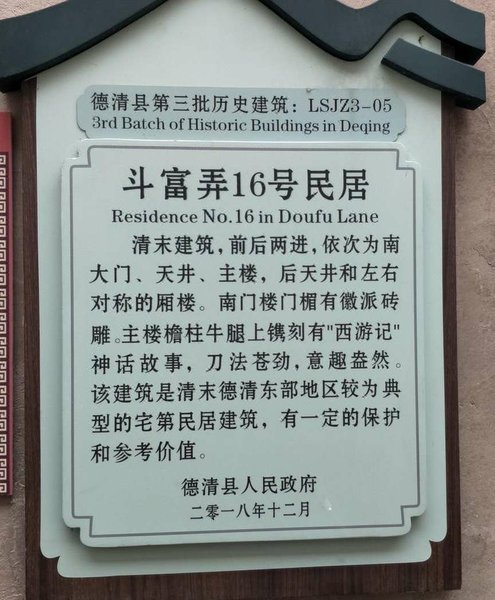 德清县第三批历史建筑：LSJZ3-05
3rd Batch of Historic Buildings in Deqing
斗富弄16号民居
Residence No.16 in Doufu Lane
清末建筑，前后两进，依次为南
大门、天井、主楼，后天井和左右
对称的厢楼。南门楼门楣有徽派砖
雕。主楼檐柱牛腿上镌刻有"西游记"
神话故事，刀法苍劲，意趣盎然。
该建筑是清末德清东部地区较为典
型的宅第民居建筑，有一定的保护
和参考价值。
德清县人民政府
二零一八年十二月